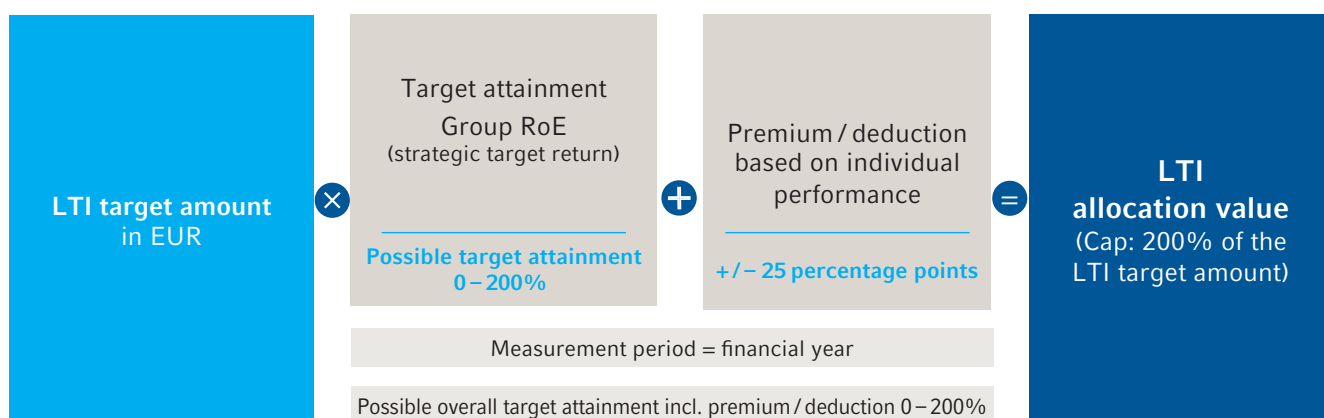 LTI target amount
in EUR
×
Target attainment
Group RoE
(strategic target return)
Possible target attainment
0–200%
+
Premium / deduction
based on individual
performance
+/– 25 percentage points
=
LTI
allocation value
(Cap: 200% of the
LTI target amount)
Measurement period = financial year
Possible overall target attainment incl. premium / deduction 0–200%